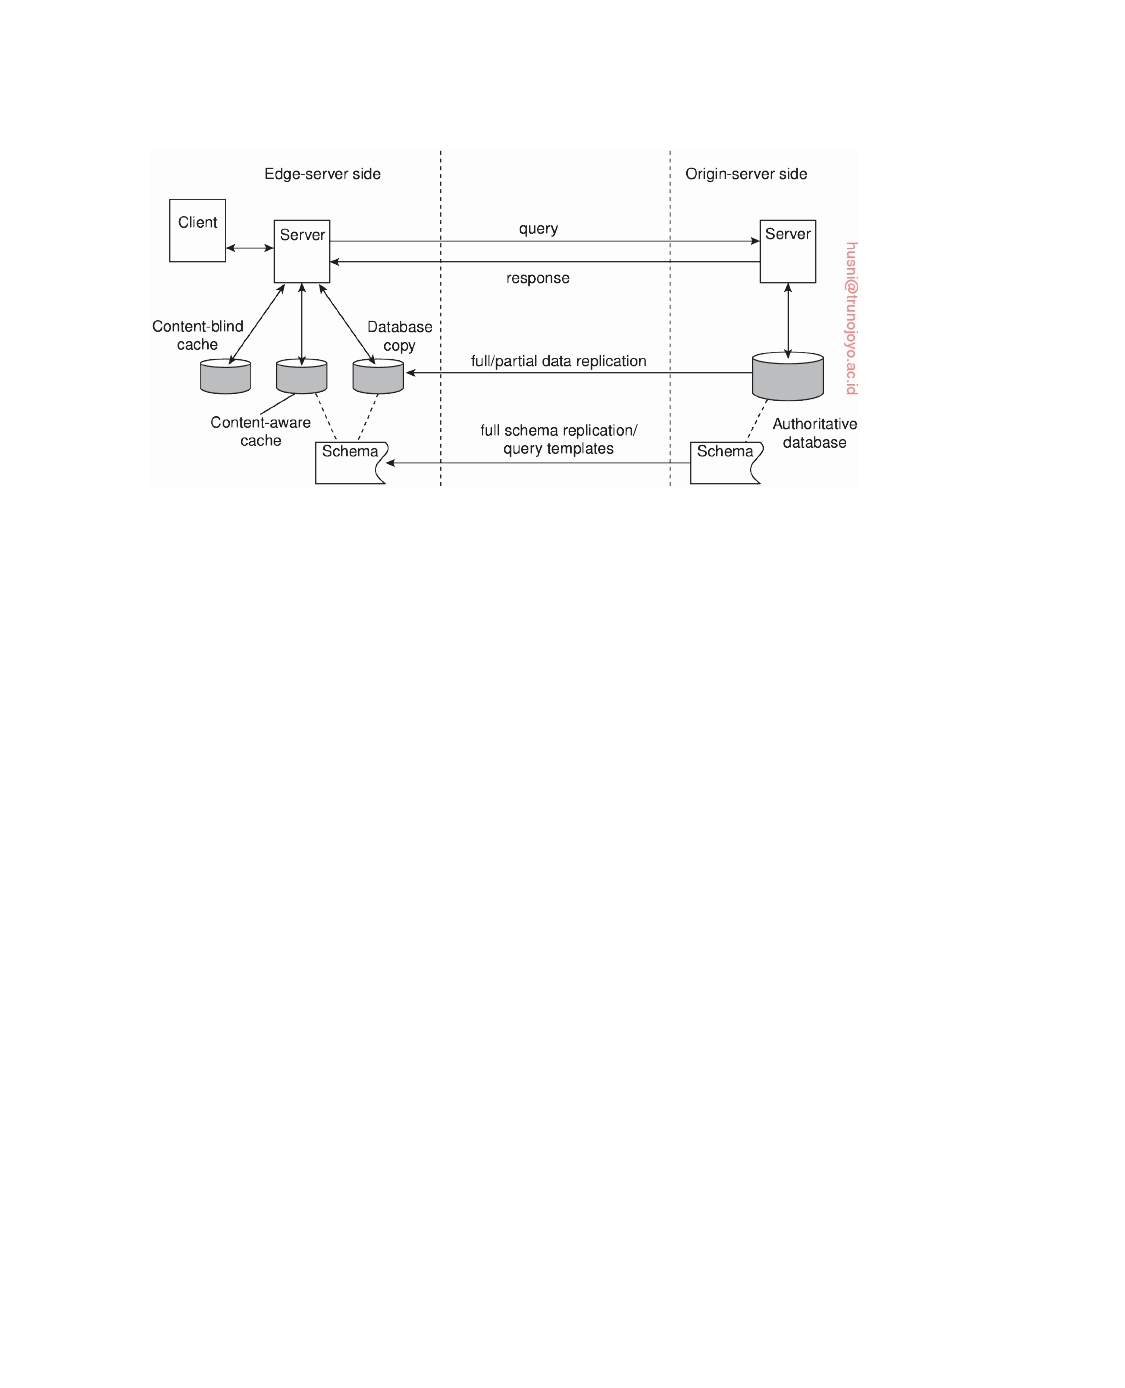 Edge-server side
Origin-server side
Client
Server
query
Server
response
Content-blind
cache
Database
copy
full/partial data replication
Content-aware
cache
Schema
full schema replication/
query templates
Schema
Authoritative
database
husni@trunojoyo.ac.id